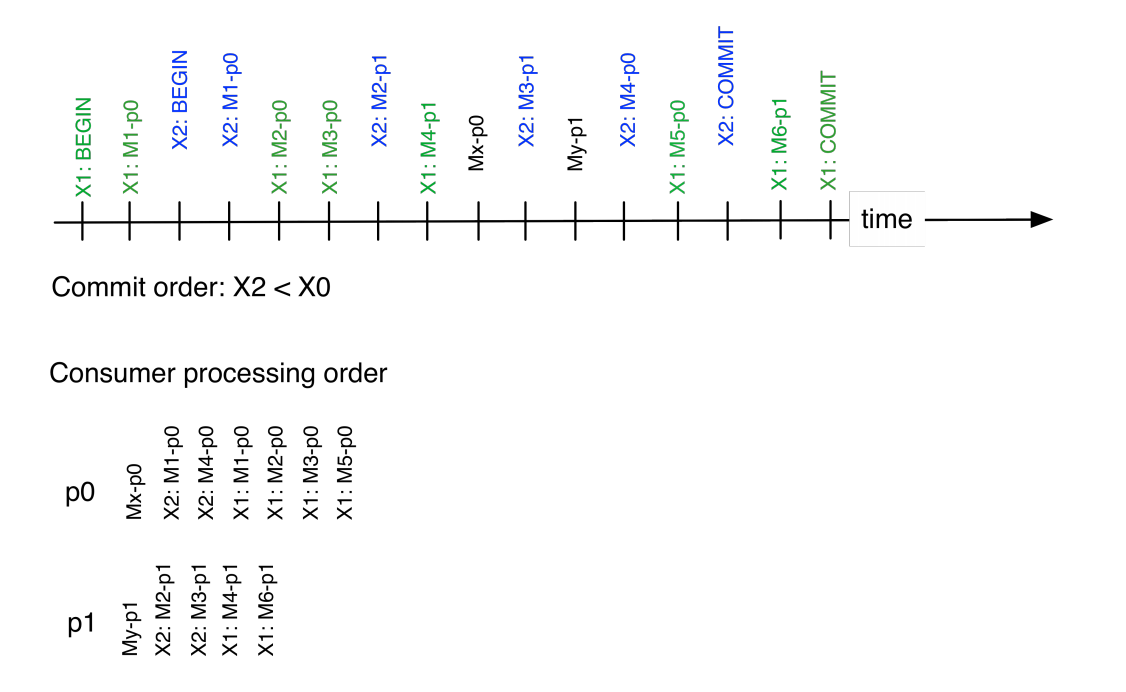 X1: BEGIN
X1: M1-p0
X2: BEGIN
X2: M1-p0
X1: M2-p0
X1: M3-p0
X2: M2-p1
X1: M4-p1
Mx-p0
X2: M3-p1
My-p1
X2: M4-p0
X1: M5-p0
X2: COMMIT
X1: M6-p1
X1: COMMIT
time
Commit order: X2 < X0
Consumer processing order
p0
Mx-p0
X2: M1-p0
X2: M4-p0
X1: M1-p0
X1: M2-p0
X1: M3-p0
X1: M5-p0
p1
My-p1
X2: M2-p1
X2: M3-p1
X1: M4-p1
X1: M6-p1